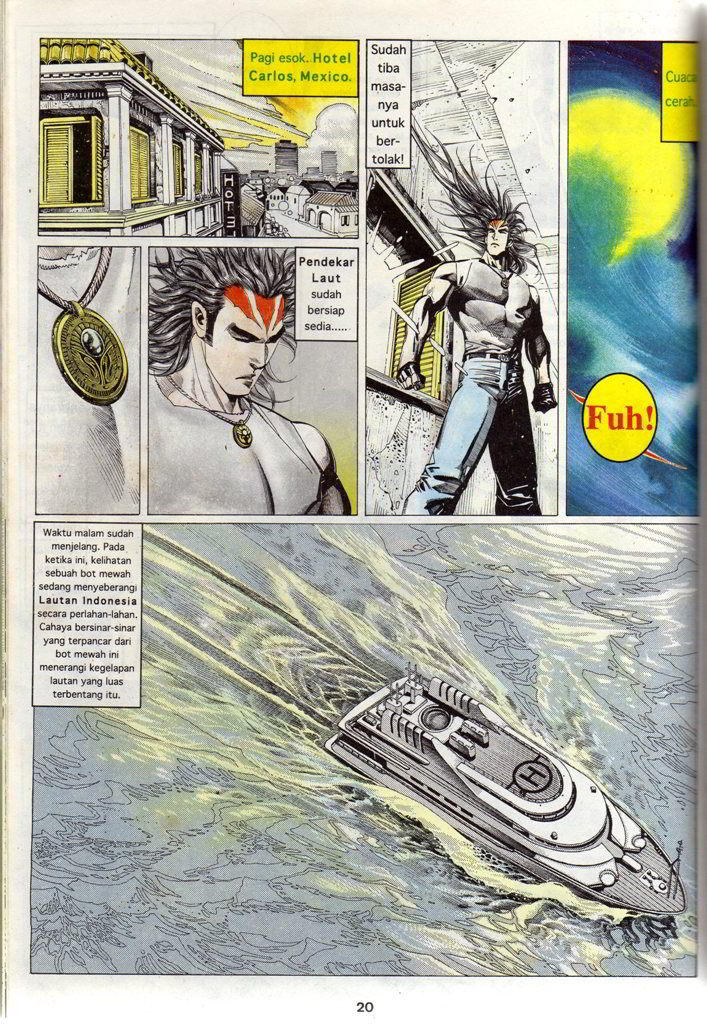 Pagi esok. Hotel
Carlos, Mexico.
HOTE
Pendekar
Laut
sudah
bersiap
sedia.....
Sudah
tiba
masa-
nya
untuk
ber-
tolak!
Cuaca
cerah.
Fuh!
Waktu malam sudah
menjelang. Pada
ketika ini, kelihatan
sebuah bot mewah
sedang menyeberangi
Lautan Indonesia
secara perlahan-lahan.
Cahaya bersinar-sinar
yang terpancar dari
bot mewah ini
menerangi kegelapan
lautan yang luas
terbentang itu.
H
20